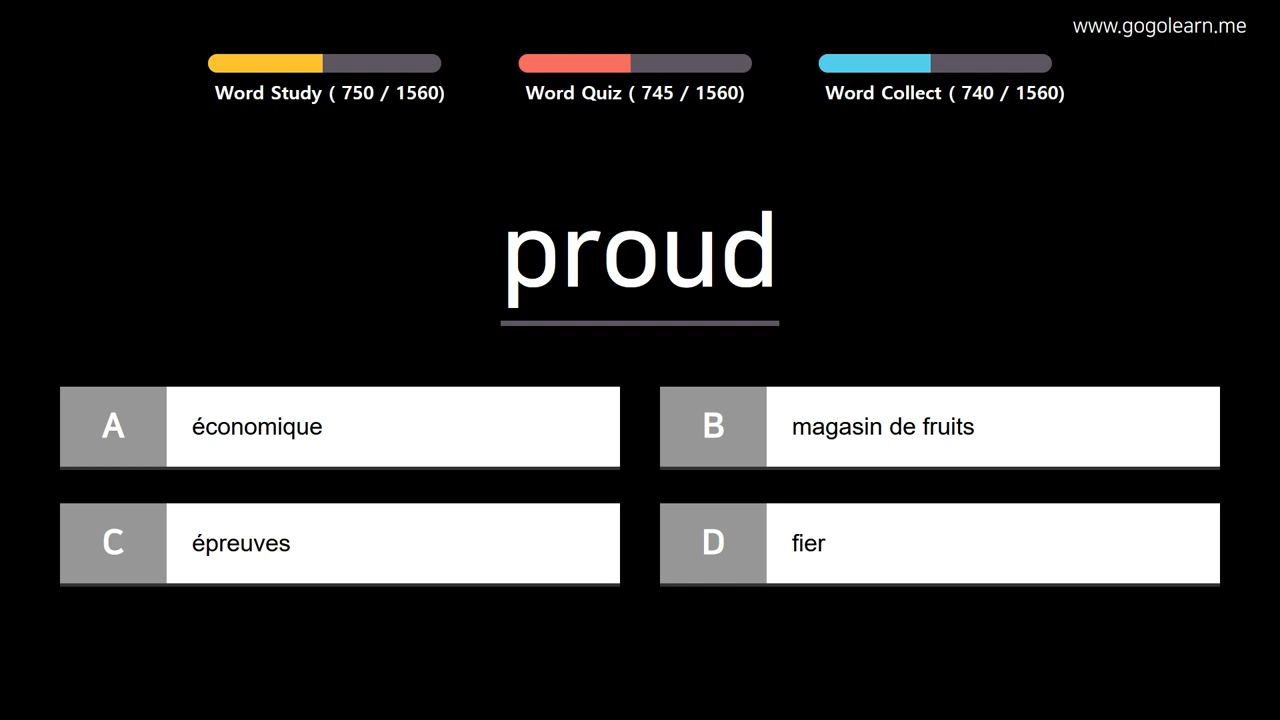 www.gogolearn.me
Word Study ( 750 / 1560)
Word Quiz ( 745 / 1560)
Word Collect ( 740 / 1560)
proud
A économique
B magasin de fruits
C épreuves
D fier